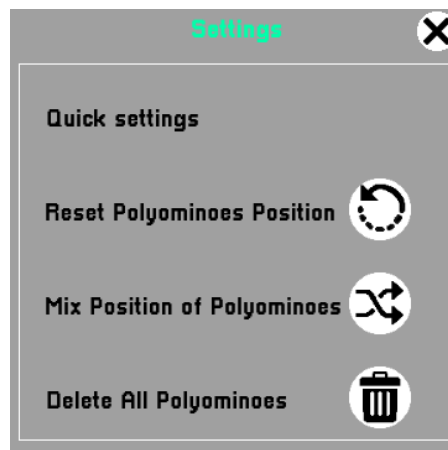 Settings
Quick settings
Reset Polyominoes Position
Mix Position of Polyominoes
Delete All Polyominoes